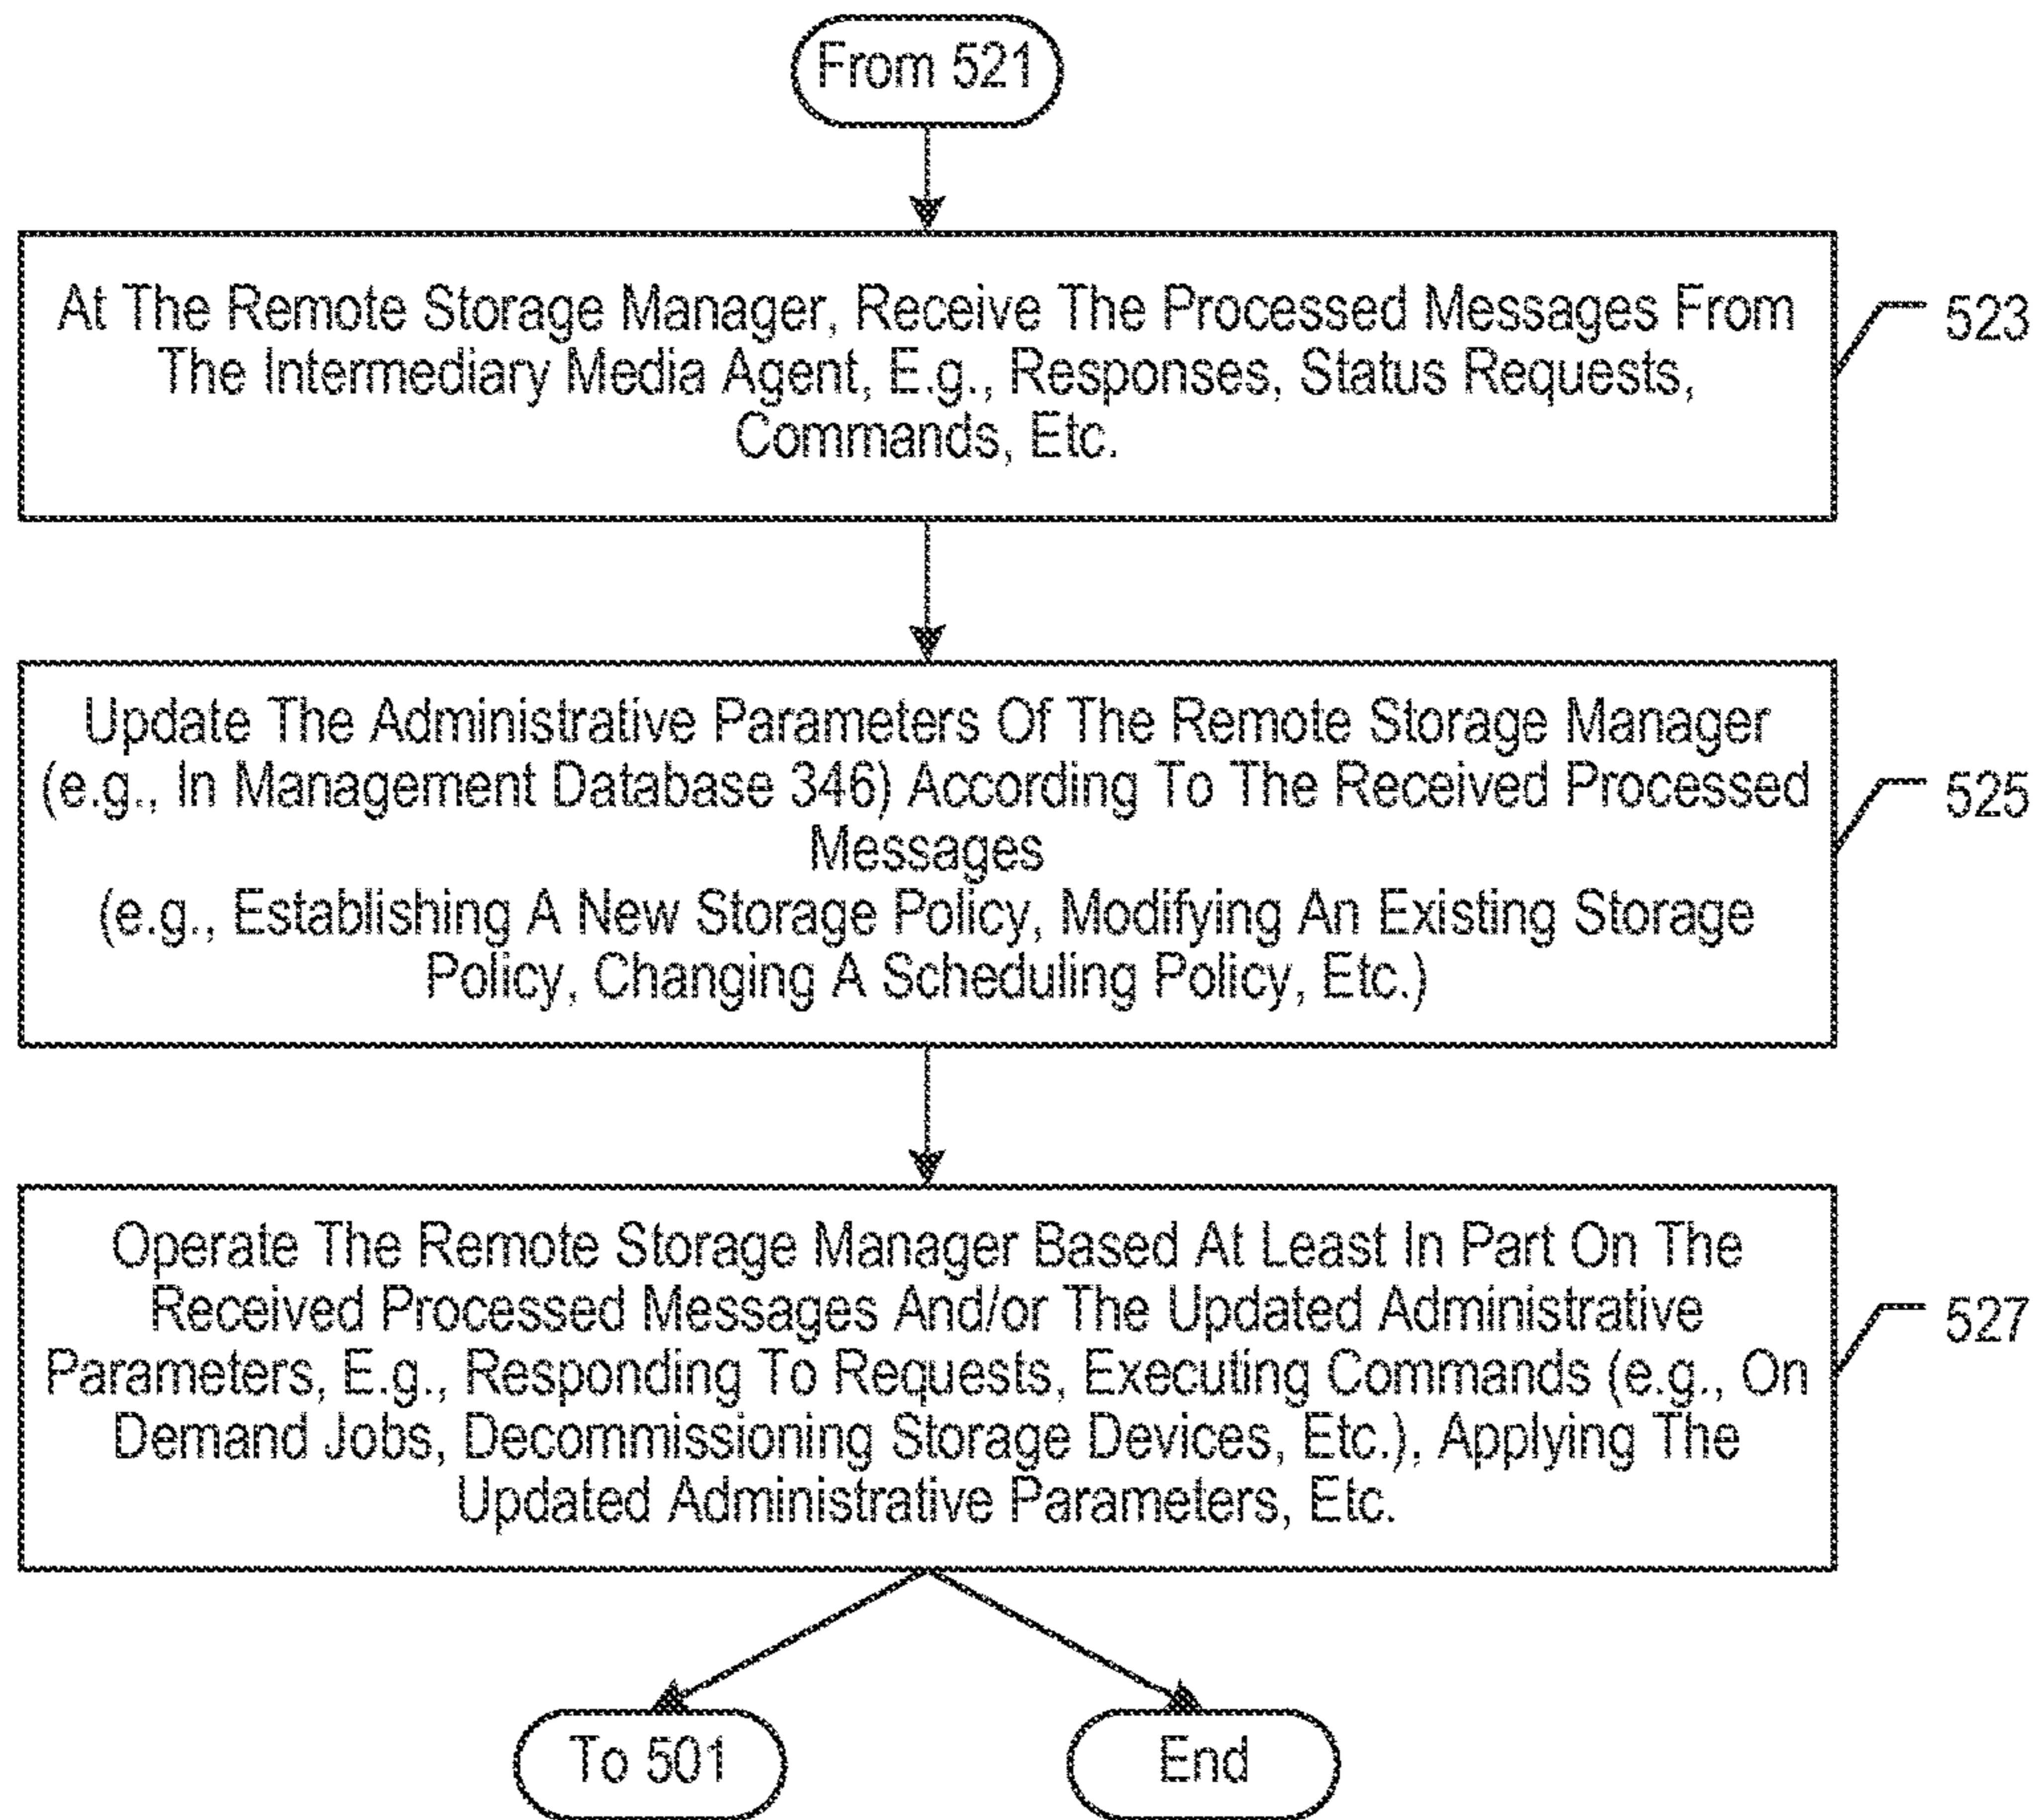 From 521
At The Remote Storage Manager, Receive The Processed Messages From
The Intermediary Media Agent, E.g., Responses, Status Requests,
Commands, Etc.
523
Update The Administrative Parameters Of The Remote Storage Manager
(e.g., In Management Database 346) According To The Received Processed
Messages
(e.g., Establishing A New Storage Policy, Modifying An Existing Storage
Policy, Changing A Scheduling Policy, Etc.)
525
Operate The Remote Storage Manager Based At Least In Part On The
Received Processed Messages And/or The Updated Administrative
Parameters, E.g., Responding To Requests, Executing Commands (e.g., On
Demand Jobs, Decommissioning Storage Devices, Etc.), Applying The
Updated Administrative Parameters, Etc.
527
To 501
End